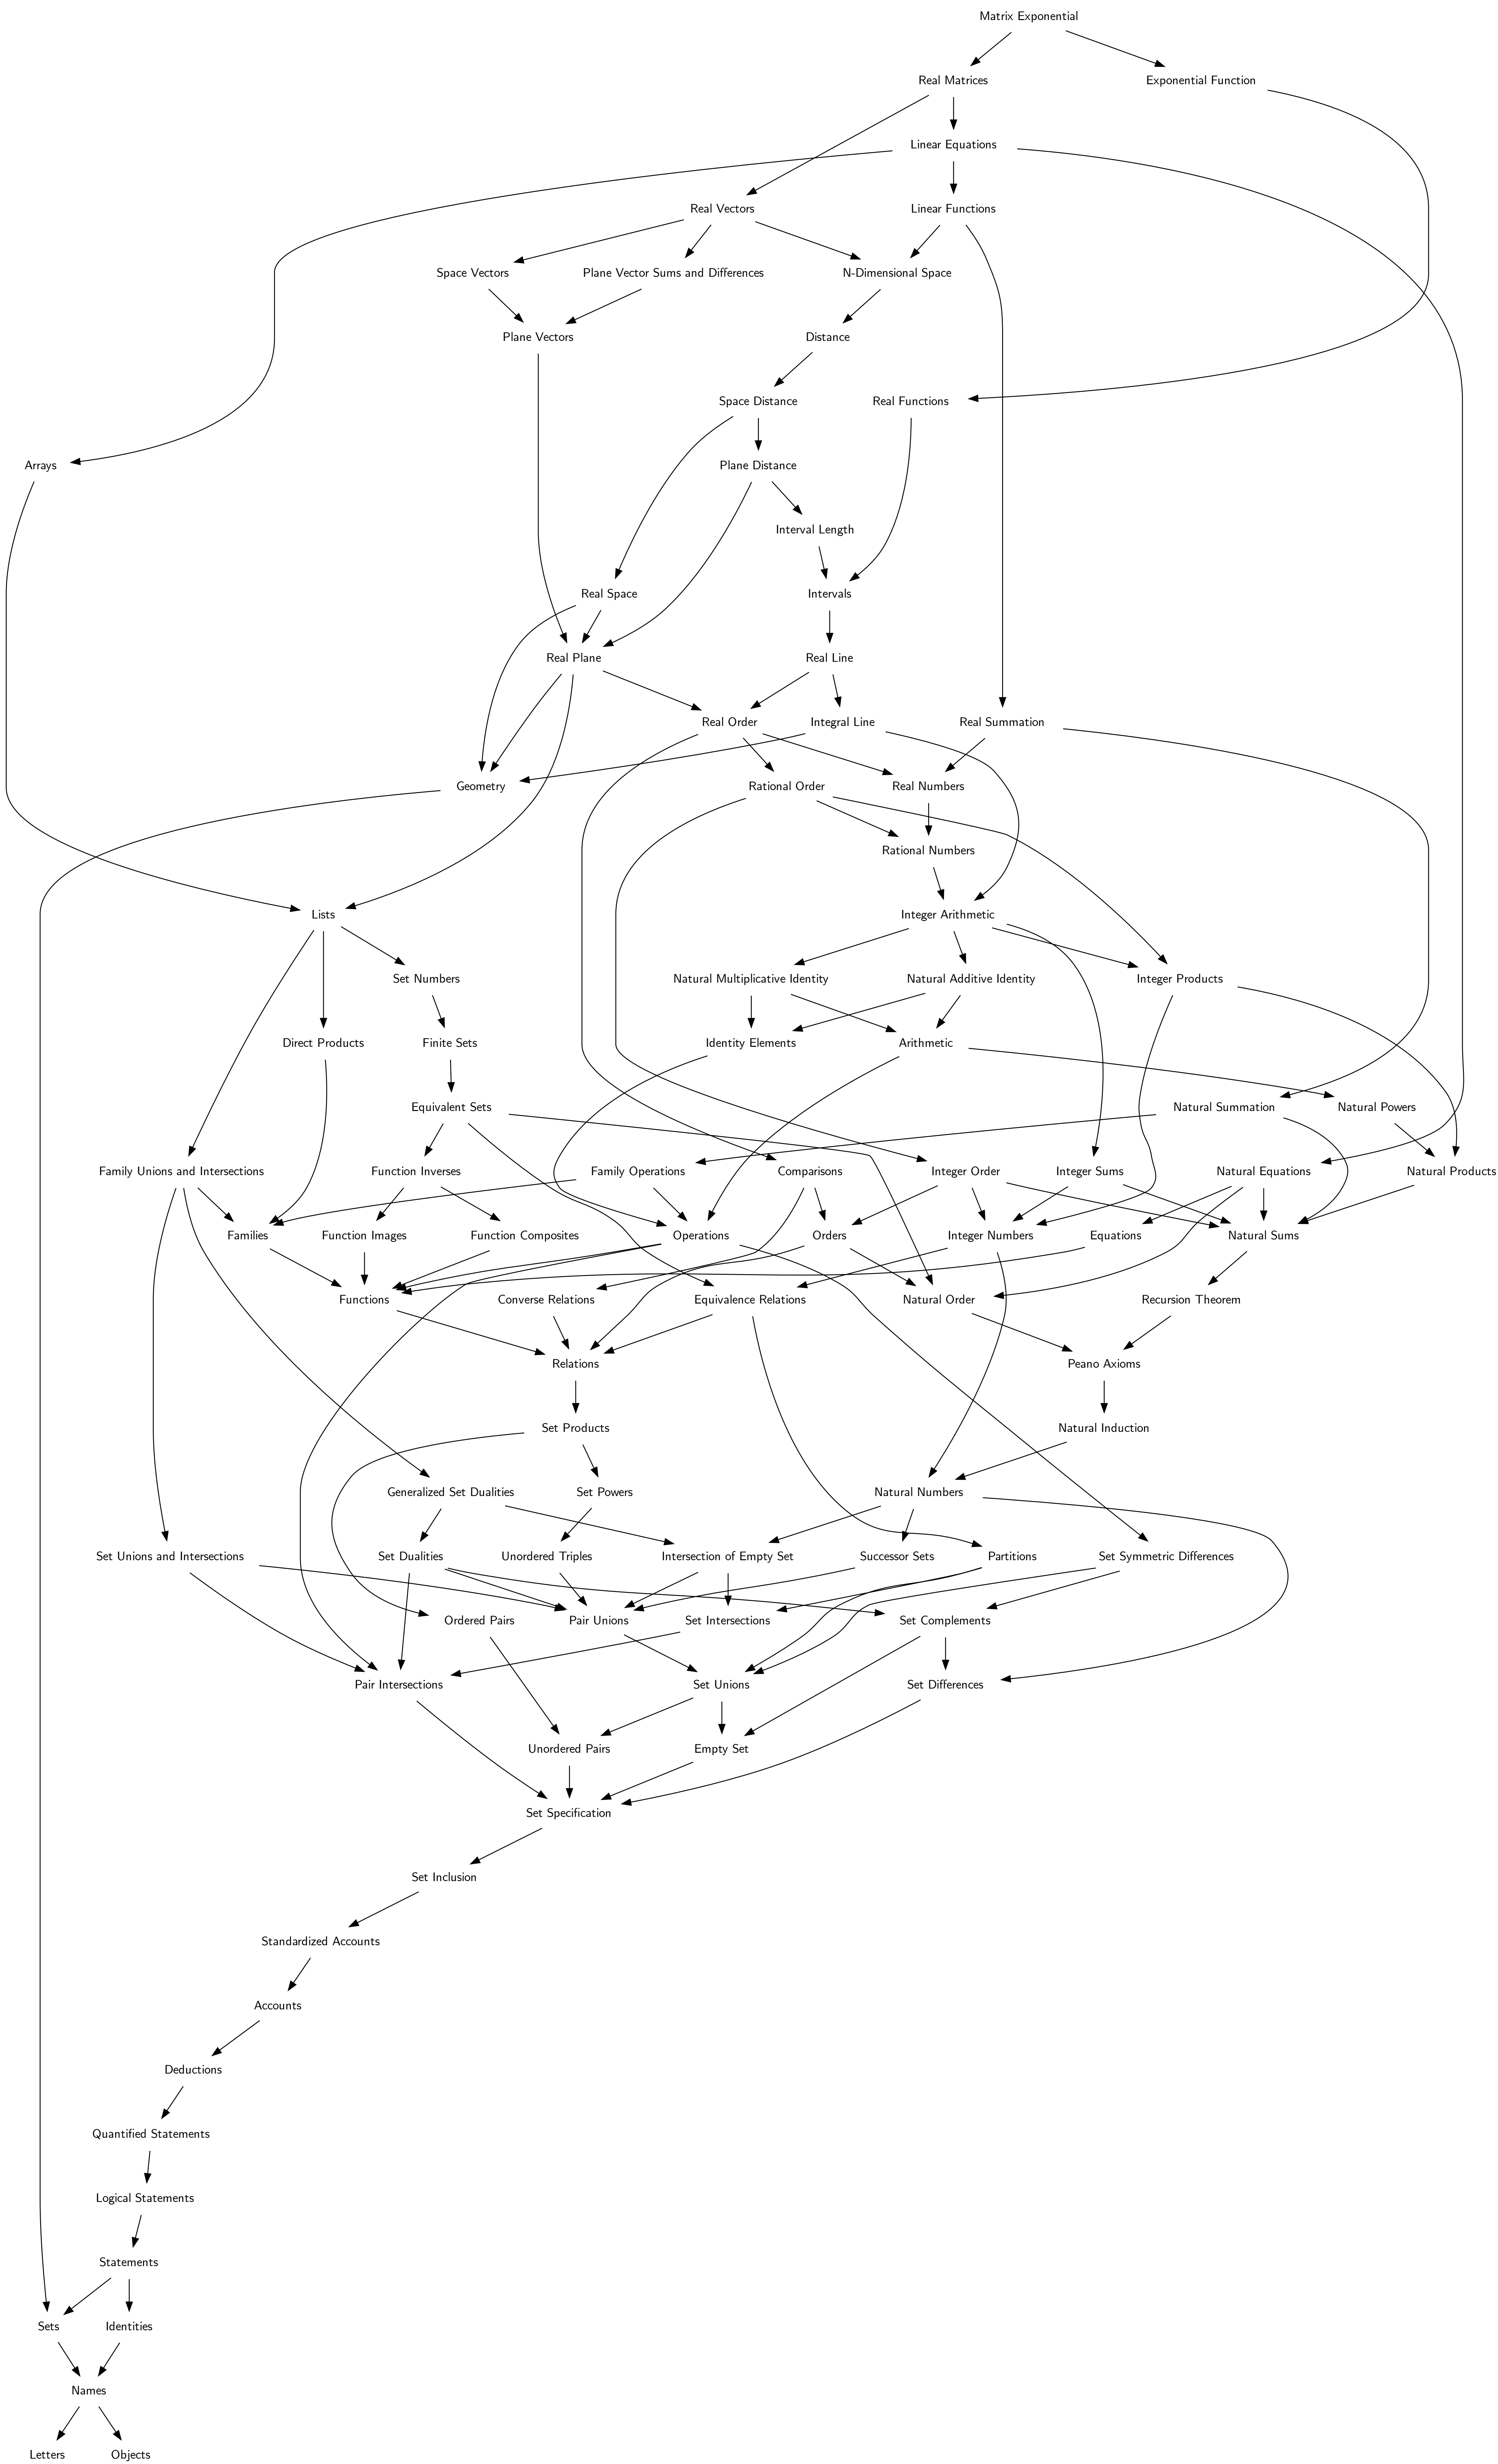 Matrix Exponential
Real Matrices
Exponential Function
Linear Equations
Real Vectors
Linear Functions
Space Vectors
Plane Vector Sums and Differences
N-Dimensional Space
Plane Vectors
Distance
Space Distance
Real Functions
Arrays
Plane Distance
Interval Length
Real Space
Intervals
Real Plane
Real Line
Real Order
Integral Line
Real Summation
Geometry
Rational Order
Real Numbers
Rational Numbers
Lists
Integer Arithmetic
Set Numbers
Natural Multiplicative Identity
Natural Additive Identity
Integer Products
Direct Products
Finite Sets
Identity Elements
Arithmetic
Equivalent Sets
Natural Summation
Natural Powers
Family Unions and Intersections
Function Inverses
Family Operations
Comparisons
Integer Order
Integer Sums
Natural Equations
Natural Products
Families
Function Images
Function Composites
Operations
Orders
Integer Numbers
Equations
Natural Sums
Functions
Converse Relations
Equivalence Relations
Natural Order
Recursion Theorem
Relations
Peano Axioms
Set Products
Natural Induction
Generalized Set Dualities
Set Powers
Natural Numbers
Set Unions and Intersections
Set Dualities
Unordered Triples
Intersection of Empty Set
Successor Sets
Partitions
Set Symmetric Differences
Ordered Pairs
Pair Unions
Set Intersections
Set Complements
Pair Intersections
Set Unions
Set Differences
Unordered Pairs
Empty Set
Set Specification
Set Inclusion
Standardized Accounts
Accounts
Deductions
Quantified Statements
Logical Statements
Statements
Sets
Identities
Names
Letters
Objects